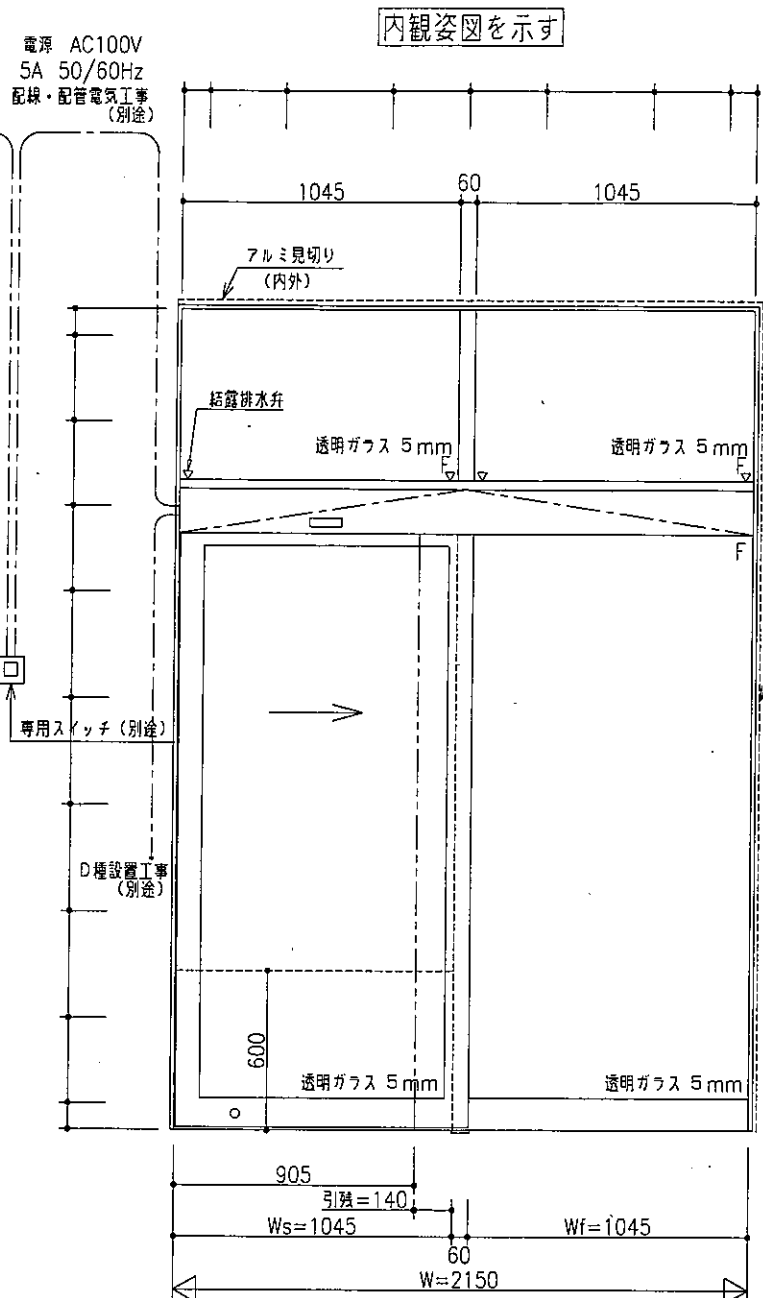 内観姿図を示す
電源 AC100V
5A 50/60Hz
配線・配管電気工事
(別途)
1045
60
1045
アルミ見切り
(内外)
結露排水弁
透明ガラス 5mm
透明ガラス 5mm
F
F
F
専用スイッチ(別途)
D種設置工事
(別途)
600
透明ガラス 5mm
透明ガラス 5mm
905
引残=140
Ws=1045
Wf=1045
60
W=2150